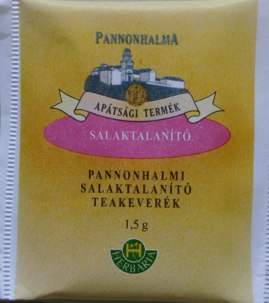 PANNONHALMA
APÁTSÁGI TERMÉK
SALAKTALANÍTÓ
PANNONHALMI
SALAKTALANÍTÓ
TEAKEVERÉK
1,5 g
HERBÁRIA